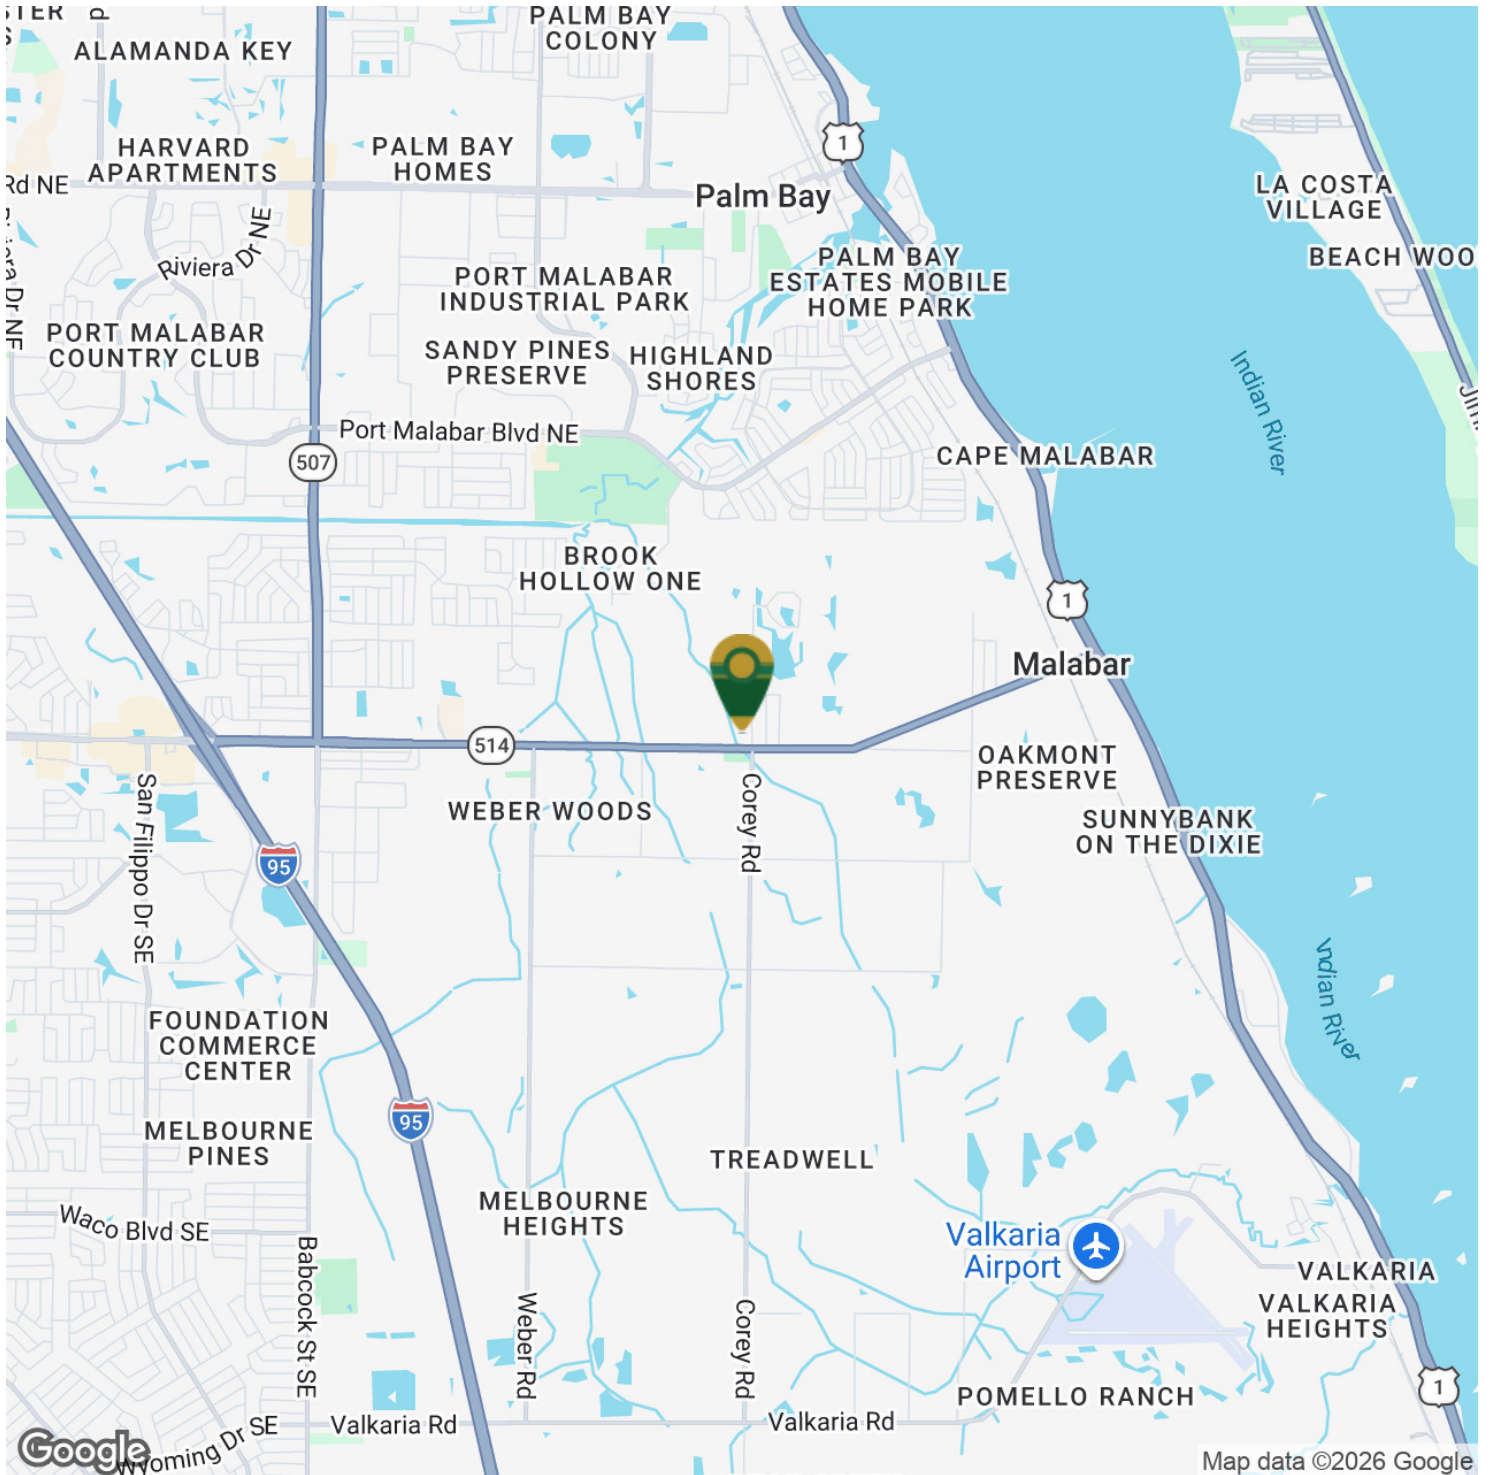 PALM BAY
COLONY
ALAMANDA KEY
1
HARVARD
APARTMENTS
PALM BAY
HOMES
Rd NE
Palm Bay
LA COSTA
VILLAGE
Riviera Dr NE
Riviera Dr NE
PALM BAY
ESTATES MOBILE
HOME PARK
BEACH WOO
PORT MALABAR
INDUSTRIAL PARK
PORT MALABAR
COUNTRY CLUB
SANDY PINES
PRESERVE
HIGHLAND
SHORES
Indian River
Port Malabar Blvd NE
507
CAPE MALABAR
BROOK
HOLLOW ONE
1
Malabar
514
OAKMONT
PRESERVE
San Filippo Dr SE
WEBER WOODS
Corey Rd
SUNNYBANK
ON THE DIXIE
95
Indian River
FOUNDATION
COMMERCE
CENTER
95
MELBOURNE
PINES
TREADWELL
MELBOURNE
HEIGHTS
Waco Blvd SE
Valkaria
Airport
Babcock St SE
VALKARIA
VALKARIA
HEIGHTS
Weber Rd
Corey Rd
1
POMELLO RANCH
Valkaria Rd
Valkaria Rd
Wyoming Dr SE
Google
Map data ©2026 Google